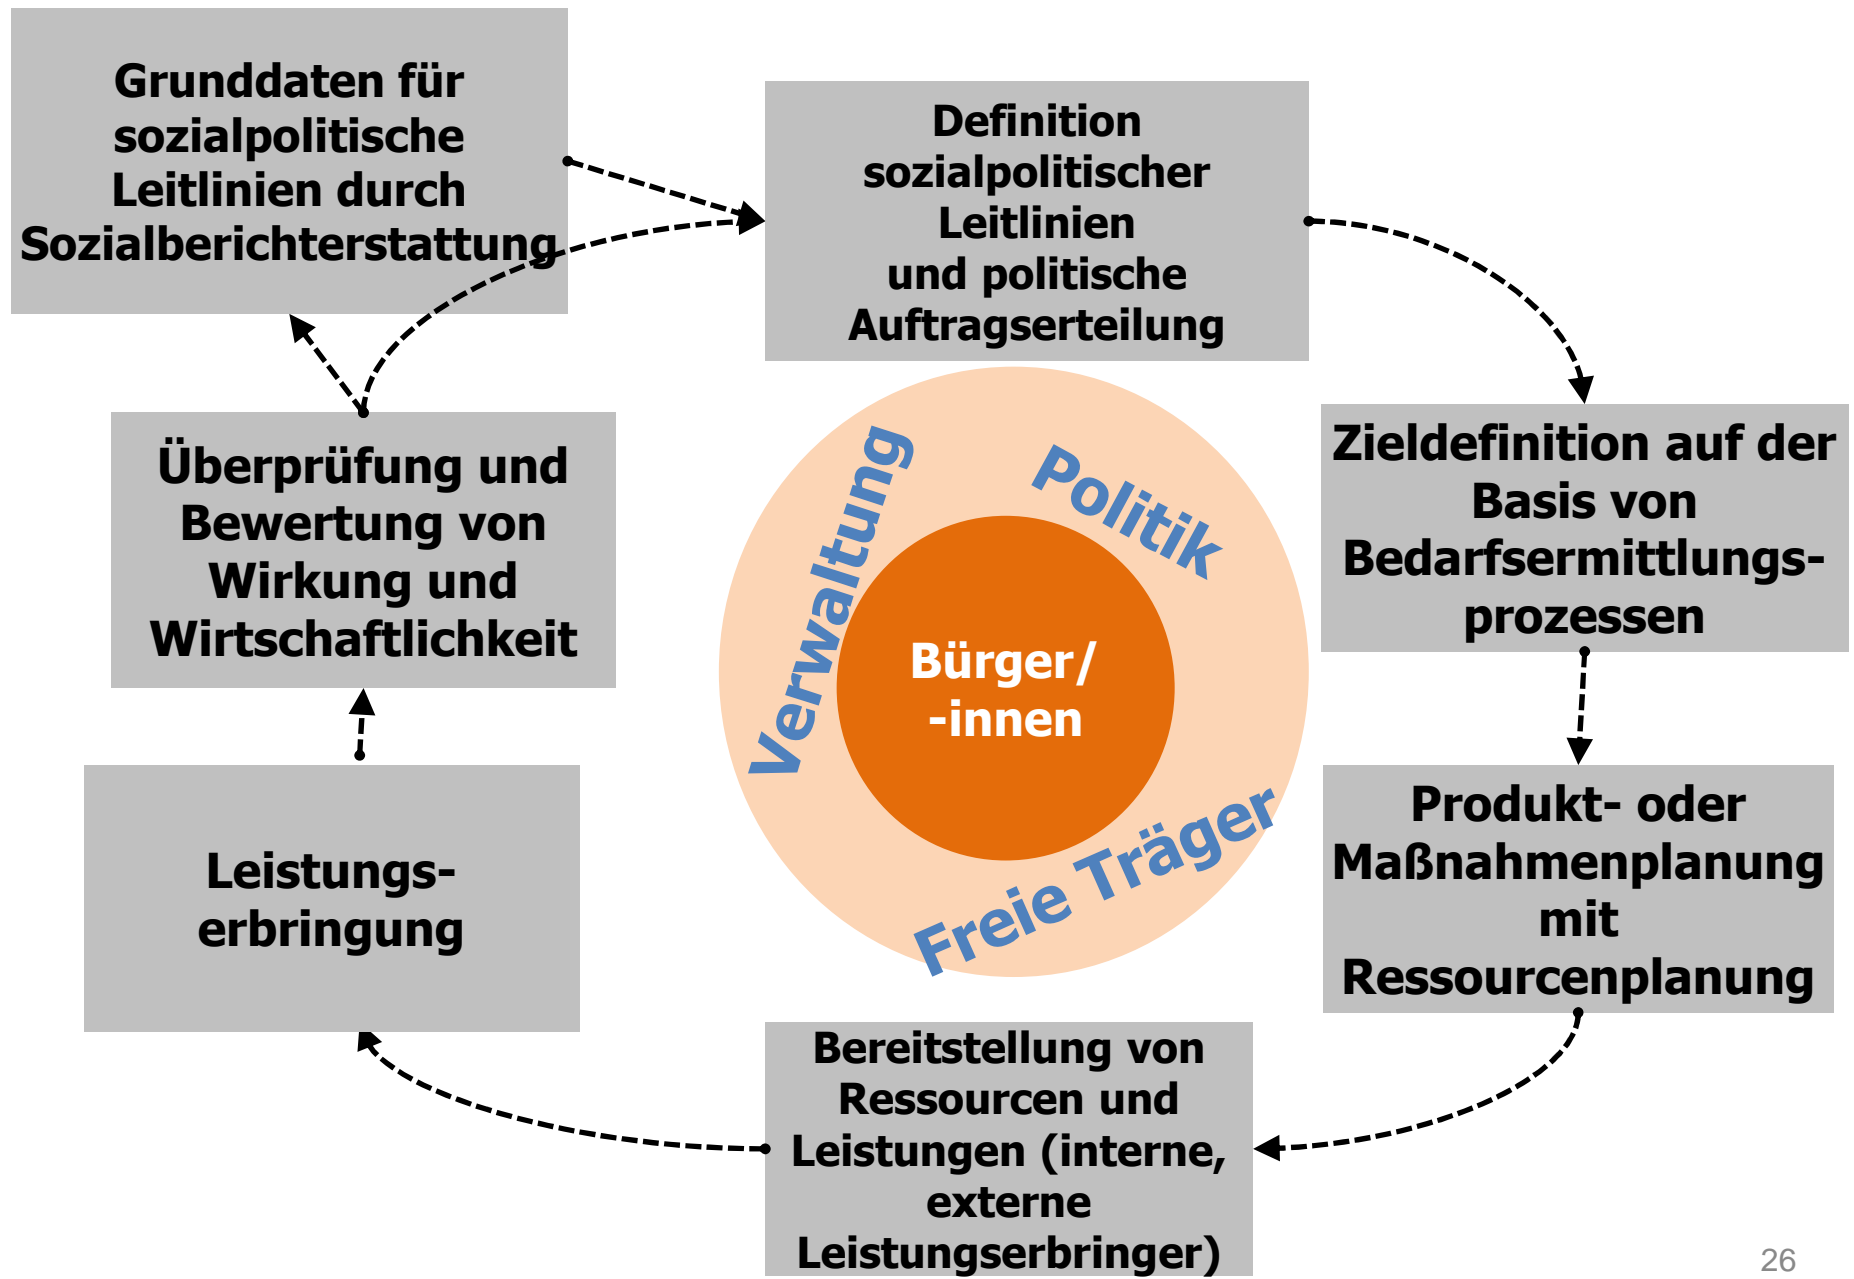 Grunddaten für
sozialpolitische
Leitlinien durch
Sozialberichterstattung
Definition
sozialpolitischer
Leitlinien
und politische
Auftragserteilung
Zieldefinition auf der
Basis von
Bedarfsermittlungs-
prozessen
Produkt- oder
Maßnahmenplanung
mit
Ressourcenplanung
Bereitstellung von
Ressourcen und
Leistungen (interne,
externe
Leistungserbringer)
Leistungs-
erbringung
Überprüfung und
Bewertung von
Wirkung und
Wirtschaftlichkeit
Verwaltung
Politik
Freie Träger
Bürger/
-innen
26